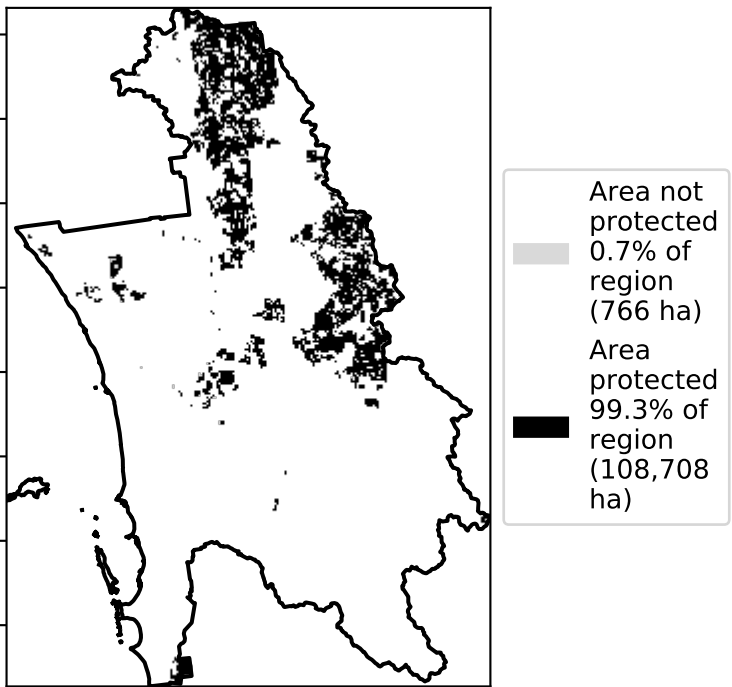 Area not
protected
0.7% of
region
(766 ha)
Area
protected
99.3% of
region
(108,708
ha)